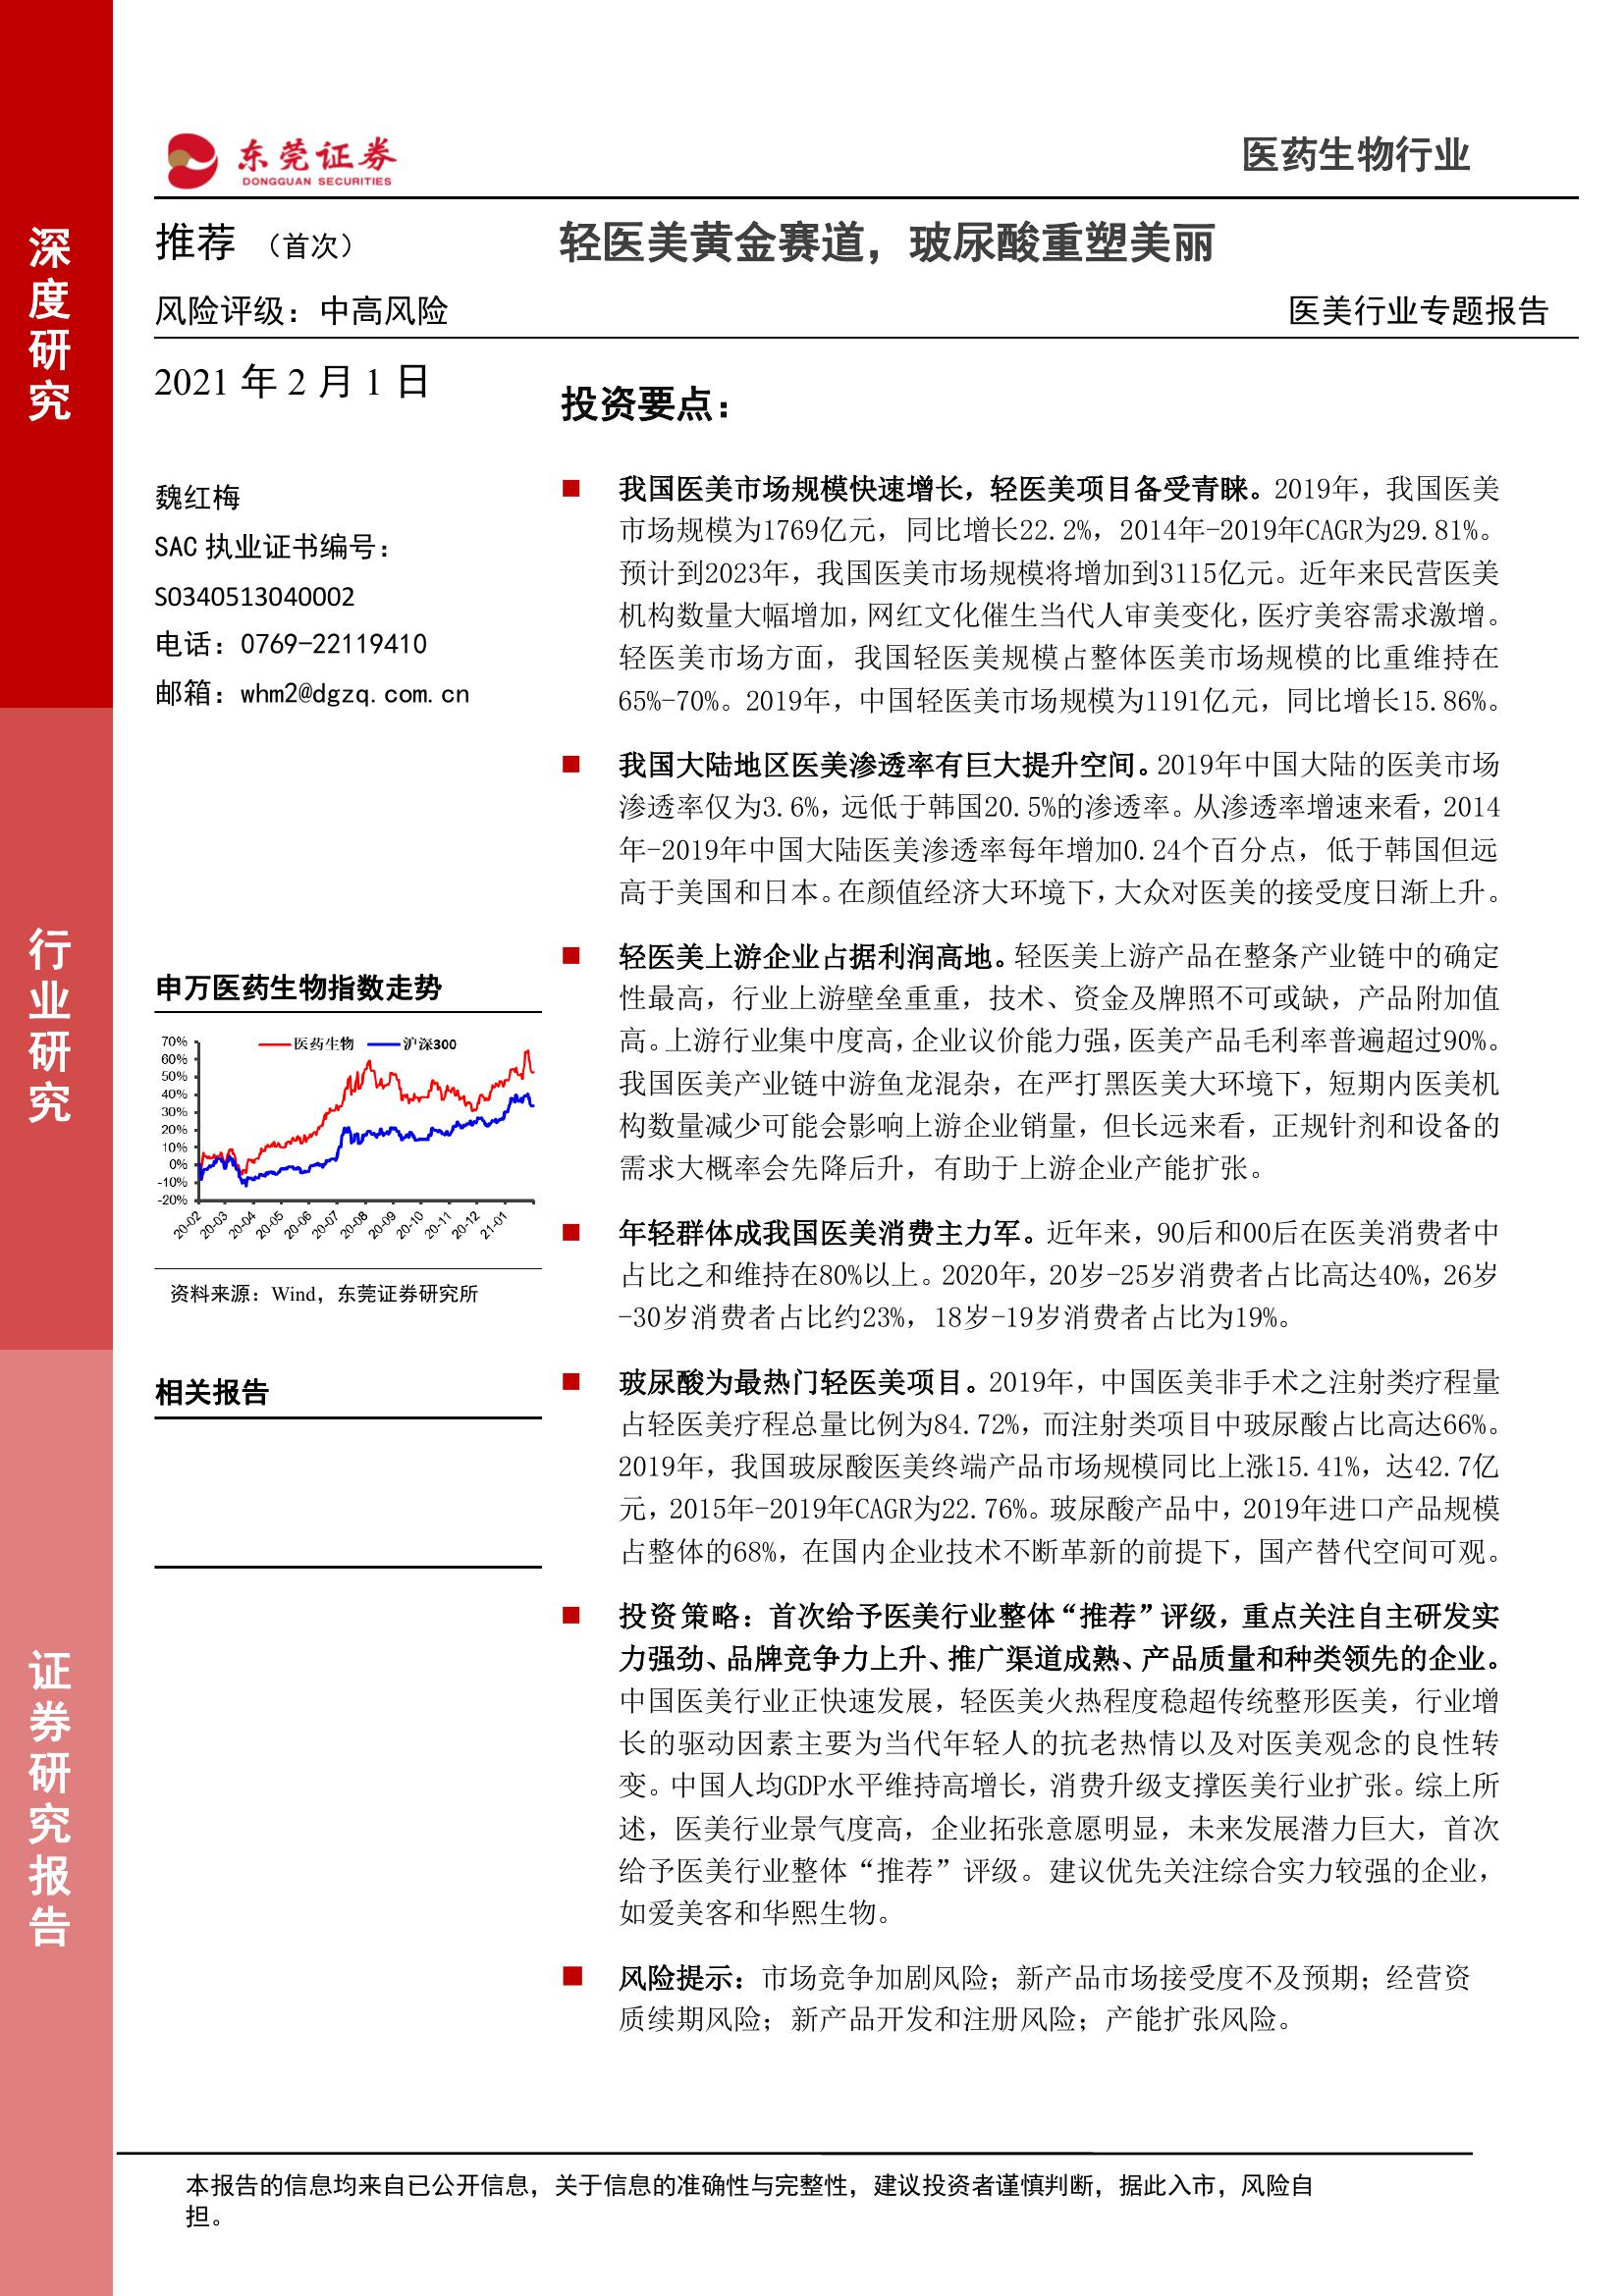 深度研究
行业研究
证券研究报告
东莞证券
DONGGUAN SECURITIES
医药生物行业
推荐 （首次）
轻医美黄金赛道，玻尿酸重塑美丽
风险评级：中高风险
医美行业专题报告
2021 年 2 月 1 日
魏红梅
SAC 执业证书编号：
S0340513040002
电话：0769-22119410
邮箱：whm2@dgzq.com.cn
申万医药生物指数走势
医药生物 沪深300
70%
60%
50%
40%
30%
20%
10%
0%
-10%
-20%
20-02 20-03 20-04 20-05 20-06 20-07 20-08 20-09 20-10 20-11 20-12 21-01
资料来源：Wind，东莞证券研究所
相关报告
投资要点：
■ 我国医美市场规模快速增长，轻医美项目备受青睐。2019年，我国医美
市场规模为1769亿元，同比增长22.2%，2014年-2019年CAGR为29.81%。
预计到2023年，我国医美市场规模将增加到3115亿元。近年来民营医美
机构数量大幅增加，网红文化催生当代人审美变化，医疗美容需求激增。
轻医美市场方面，我国轻医美规模占整体医美市场规模的比重维持在
65%-70%。2019年，中国轻医美市场规模为1191亿元，同比增长15.86%。
■ 我国大陆地区医美渗透率有巨大提升空间。2019年中国大陆的医美市场
渗透率仅为3.6%，远低于韩国20.5%的渗透率。从渗透率增速来看，2014
年-2019年中国大陆医美渗透率每年增加0.24个百分点，低于韩国但远
高于美国和日本。在颜值经济大环境下，大众对医美的接受度日渐上升。
■ 轻医美上游企业占据利润高地。轻医美上游产品在整条产业链中的确定
性最高，行业上游壁垒重重，技术、资金及牌照不可或缺，产品附加值
高。上游行业集中度高，企业议价能力强，医美产品毛利率普遍超过90%。
我国医美产业链中游鱼龙混杂，在严打黑医美大环境下，短期内医美机
构数量减少可能会影响上游企业销量，但长远来看，正规针剂和设备的
需求大概率会先降后升，有助于上游企业产能扩张。
■ 年轻群体成我国医美消费主力军。近年来，90后和00后在医美消费者中
占比之和维持在80%以上。2020年，20岁-25岁消费者占比高达40%，26岁
-30岁消费者占比约23%，18岁-19岁消费者占比为19%。
■ 玻尿酸为最热门轻医美项目。2019年，中国医美非手术之注射类疗程量
占轻医美疗程总量比例为84.72%，而注射类项目中玻尿酸占比高达66%。
2019年，我国玻尿酸医美终端产品市场规模同比上涨15.41%，达42.7亿
元，2015年-2019年CAGR为22.76%。玻尿酸产品中，2019年进口产品规模
占整体的68%，在国内企业技术不断革新的前提下，国产替代空间可观。
■ 投资策略：首次给予医美行业整体“推荐”评级，重点关注自主研发实
力强劲、品牌竞争力上升、推广渠道成熟、产品质量和种类领先的企业。
中国医美行业正快速发展，轻医美火热程度稳超传统整形医美，行业增
长的驱动因素主要为当代年轻人的抗老热情以及对医美观念的良性转
变。中国人均GDP水平维持高增长，消费升级支撑医美行业扩张。综上所
述，医美行业景气度高，企业拓张意愿明显，未来发展潜力巨大，首次
给予医美行业整体“推荐”评级。建议优先关注综合实力较强的企业，
如爱美客和华熙生物。
■ 风险提示：市场竞争加剧风险；新产品市场接受度不及预期；经营资
质续期风险；新产品开发和注册风险；产能扩张风险。
本报告的信息均来自已公开信息，关于信息的准确性与完整性，建议投资者谨慎判断，据此入市，风险自
担。